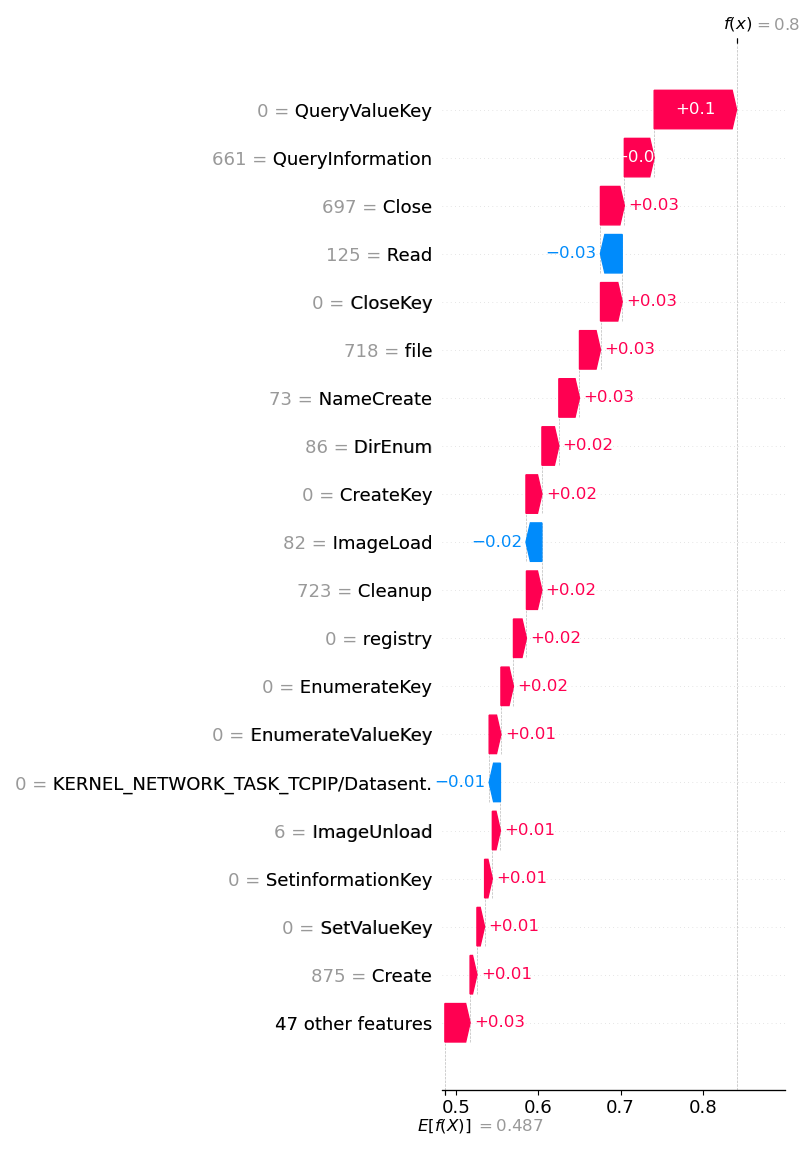 f(x) = 0.8
0 = QueryValueKey +0.1
661 = QueryInformation
697 = Close +0.03
125 = Read −0.03
0 = CloseKey +0.03
718 = file +0.03
73 = NameCreate +0.03
86 = DirEnum +0.02
0 = CreateKey +0.02
82 = ImageLoad −0.02
723 = Cleanup +0.02
0 = registry +0.02
0 = EnumerateKey +0.02
0 = EnumerateValueKey +0.01
0 = KERNEL_NETWORK_TASK_TCPIP/Datasent. −0.01
6 = ImageUnload +0.01
0 = SetinformationKey +0.01
0 = SetValueKey +0.01
875 = Create +0.01
47 other features +0.03
0.5 0.6 0.7 0.8
E[f(X)] = 0.487